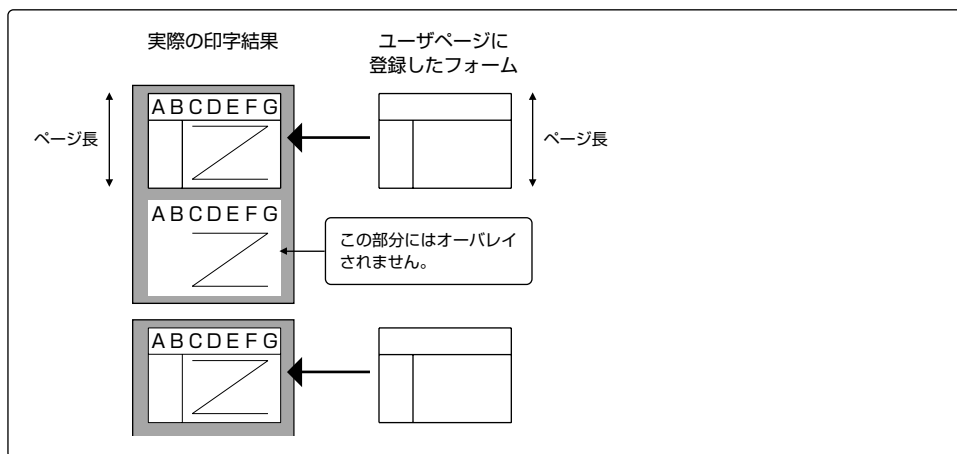 実際の印字結果
ユーザページに
登録したフォーム
ページ長
ABCDEFG
ページ長
ABCDEFG
この部分にはオーバレイ
されません。
ABCDEFG